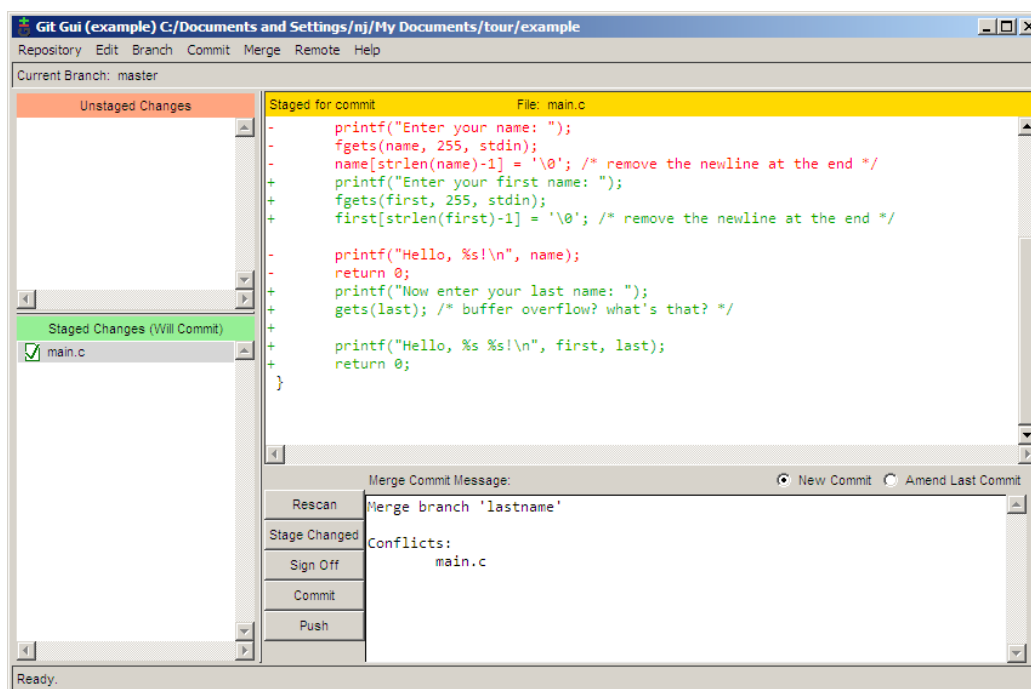 Git Gui (example) C:/Documents and Settings/nj/My Documents/tour/example
Repository Edit Branch Commit Merge Remote Help
Current Branch: master
Unstaged Changes
Staged Changes (Will Commit)
main.c
Staged for commit File: main.c
-        printf("Enter your name: ");
-        fgets(name, 255, stdin);
-        name[strlen(name)-1] = '\0'; /* remove the newline at the end */
+        printf("Enter your first name: ");
+        fgets(first, 255, stdin);
+        first[strlen(first)-1] = '\0'; /* remove the newline at the end */
-        printf("Hello, %s!\n", name);
-        return 0;
+        printf("Now enter your last name: ");
+        gets(last); /* buffer overflow? what's that? */
+
+        printf("Hello, %s %s!\n", first, last);
+        return 0;
 }
Merge Commit Message: New Commit Amend Last Commit
Rescan
Stage Changed
Sign Off
Commit
Push
Merge branch 'lastname'
Conflicts:
        main.c
Ready.